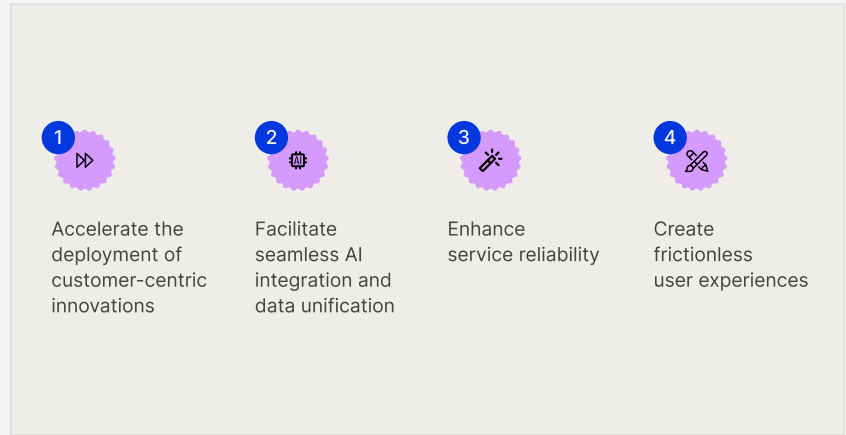 1
Accelerate the
deployment of
customer-centric
innovations
2
AI
Facilitate
seamless AI
integration and
data unification
3
Enhance
service reliability
4
Create
frictionless
user experiences